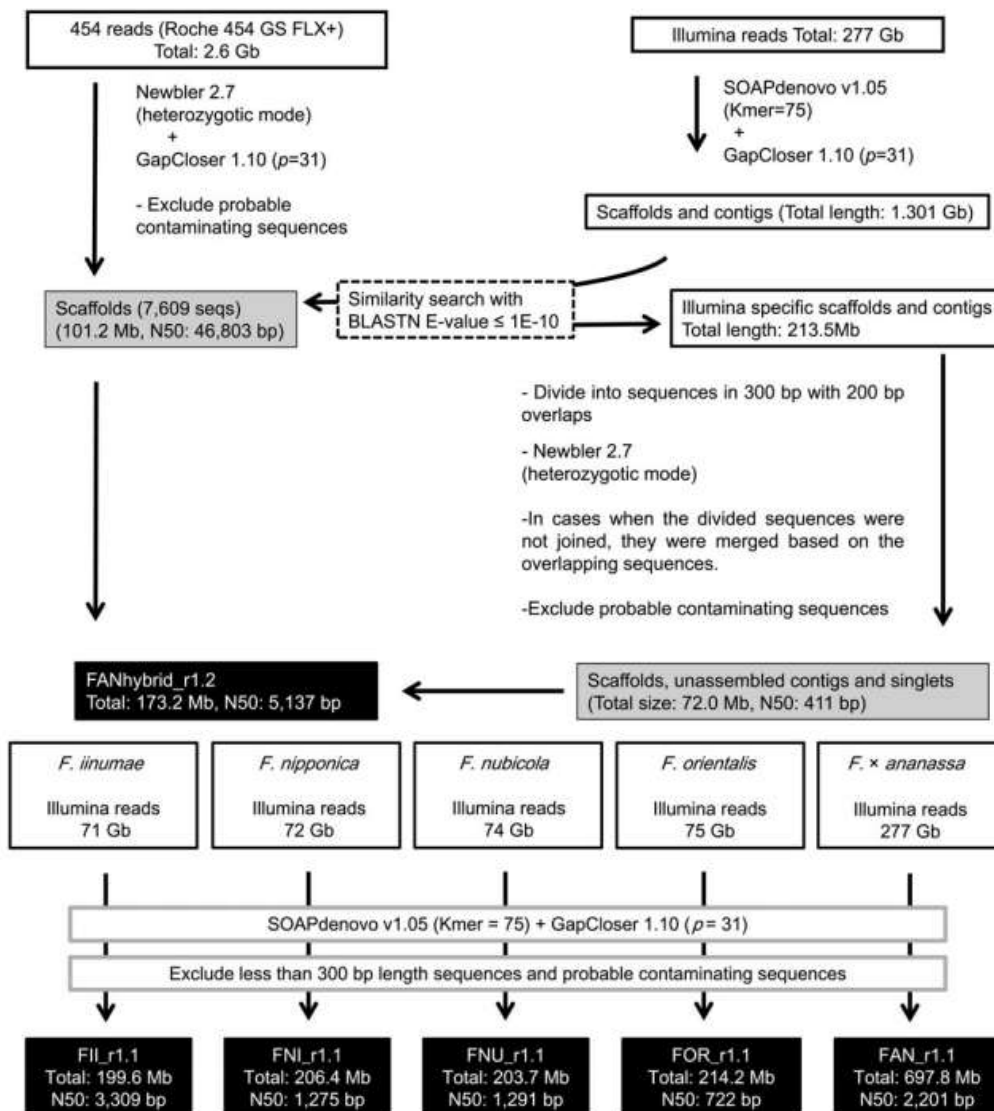 454 reads (Roche 454 GS FLX+)
Total: 2.6 Gb
Illumina reads Total: 277 Gb
Newbler 2.7
(heterozygotic mode)
+
GapCloser 1.10 (p=31)
- Exclude probable
contaminating sequences
SOAPdenovo v1.05
(Kmer=75)
+
GapCloser 1.10 (p=31)
Scaffolds and contigs (Total length: 1.301 Gb)
Scaffolds (7,609 seqs)
(101.2 Mb, N50: 46,803 bp)
Similarity search with
BLASTN E-value ≤ 1E-10
Illumina specific scaffolds and contigs
Total length: 213.5Mb
- Divide into sequences in 300 bp with 200 bp
overlaps
- Newbler 2.7
(heterozygotic mode)
-In cases when the divided sequences were
not joined, they were merged based on the
overlapping sequences.
-Exclude probable contaminating sequences
FANhybrid_r1.2
Total: 173.2 Mb, N50: 5,137 bp
Scaffolds, unassembled contigs and singlets
(Total size: 72.0 Mb, N50: 411 bp)
F. iinumae
Illumina reads
71 Gb
F. nipponica
Illumina reads
72 Gb
F. nubicola
Illumina reads
74 Gb
F. orientalis
Illumina reads
75 Gb
F. × ananassa
Illumina reads
277 Gb
SOAPdenovo v1.05 (Kmer = 75) + GapCloser 1.10 (p = 31)
Exclude less than 300 bp length sequences and probable contaminating sequences
FII_r1.1
Total: 199.6 Mb
N50: 3,309 bp
FNI_r1.1
Total: 206.4 Mb
N50: 1,275 bp
FNU_r1.1
Total: 203.7 Mb
N50: 1,291 bp
FOR_r1.1
Total: 214.2 Mb
N50: 722 bp
FAN_r1.1
Total: 697.8 Mb
N50: 2,201 bp